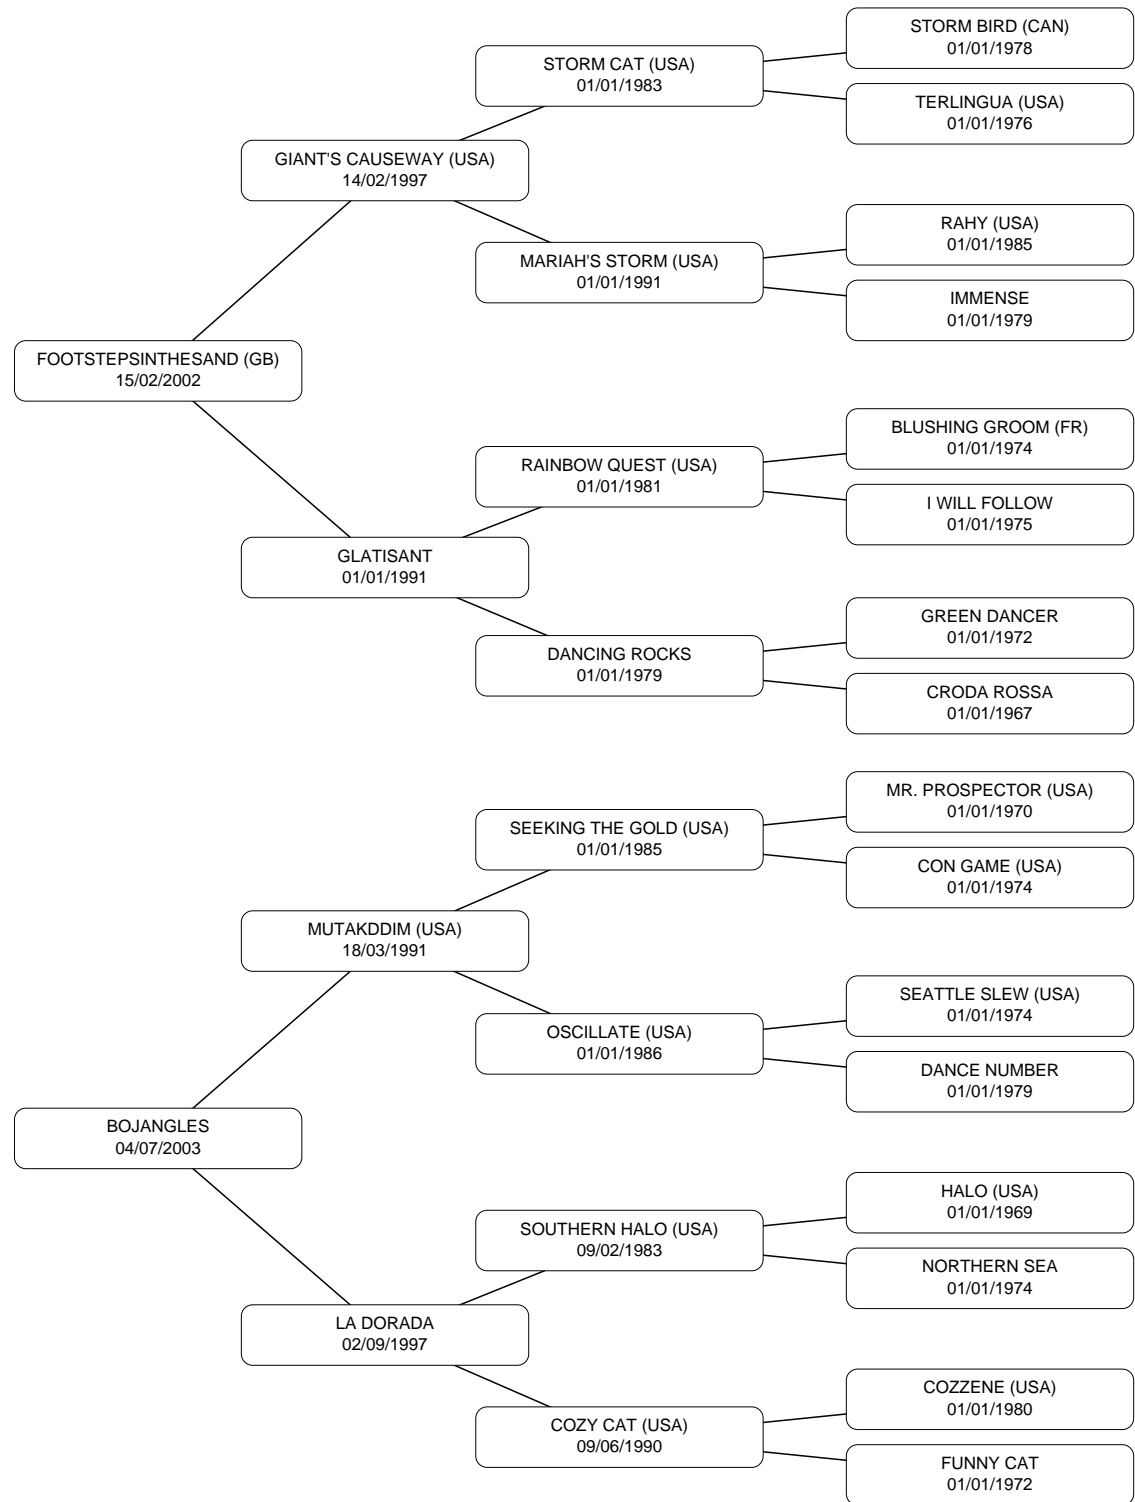 STORM BIRD (CAN)
01/01/1978
STORM CAT (USA)
01/01/1983
TERLINGUA (USA)
01/01/1976
GIANT'S CAUSEWAY (USA)
14/02/1997
RAHY (USA)
01/01/1985
MARIAH'S STORM (USA)
01/01/1991
IMMENSE
01/01/1979
FOOTSTEPSINTHESAND (GB)
15/02/2002
BLUSHING GROOM (FR)
01/01/1974
RAINBOW QUEST (USA)
01/01/1981
I WILL FOLLOW
01/01/1975
GLATISANT
01/01/1991
GREEN DANCER
01/01/1972
DANCING ROCKS
01/01/1979
CRODA ROSSA
01/01/1967
MR. PROSPECTOR (USA)
01/01/1970
SEEKING THE GOLD (USA)
01/01/1985
CON GAME (USA)
01/01/1974
MUTAKDDIM (USA)
18/03/1991
SEATTLE SLEW (USA)
01/01/1974
OSCILLATE (USA)
01/01/1986
DANCE NUMBER
01/01/1979
BOJANGLES
04/07/2003
HALO (USA)
01/01/1969
SOUTHERN HALO (USA)
09/02/1983
NORTHERN SEA
01/01/1974
LA DORADA
02/09/1997
COZZENE (USA)
01/01/1980
COZY CAT (USA)
09/06/1990
FUNNY CAT
01/01/1972